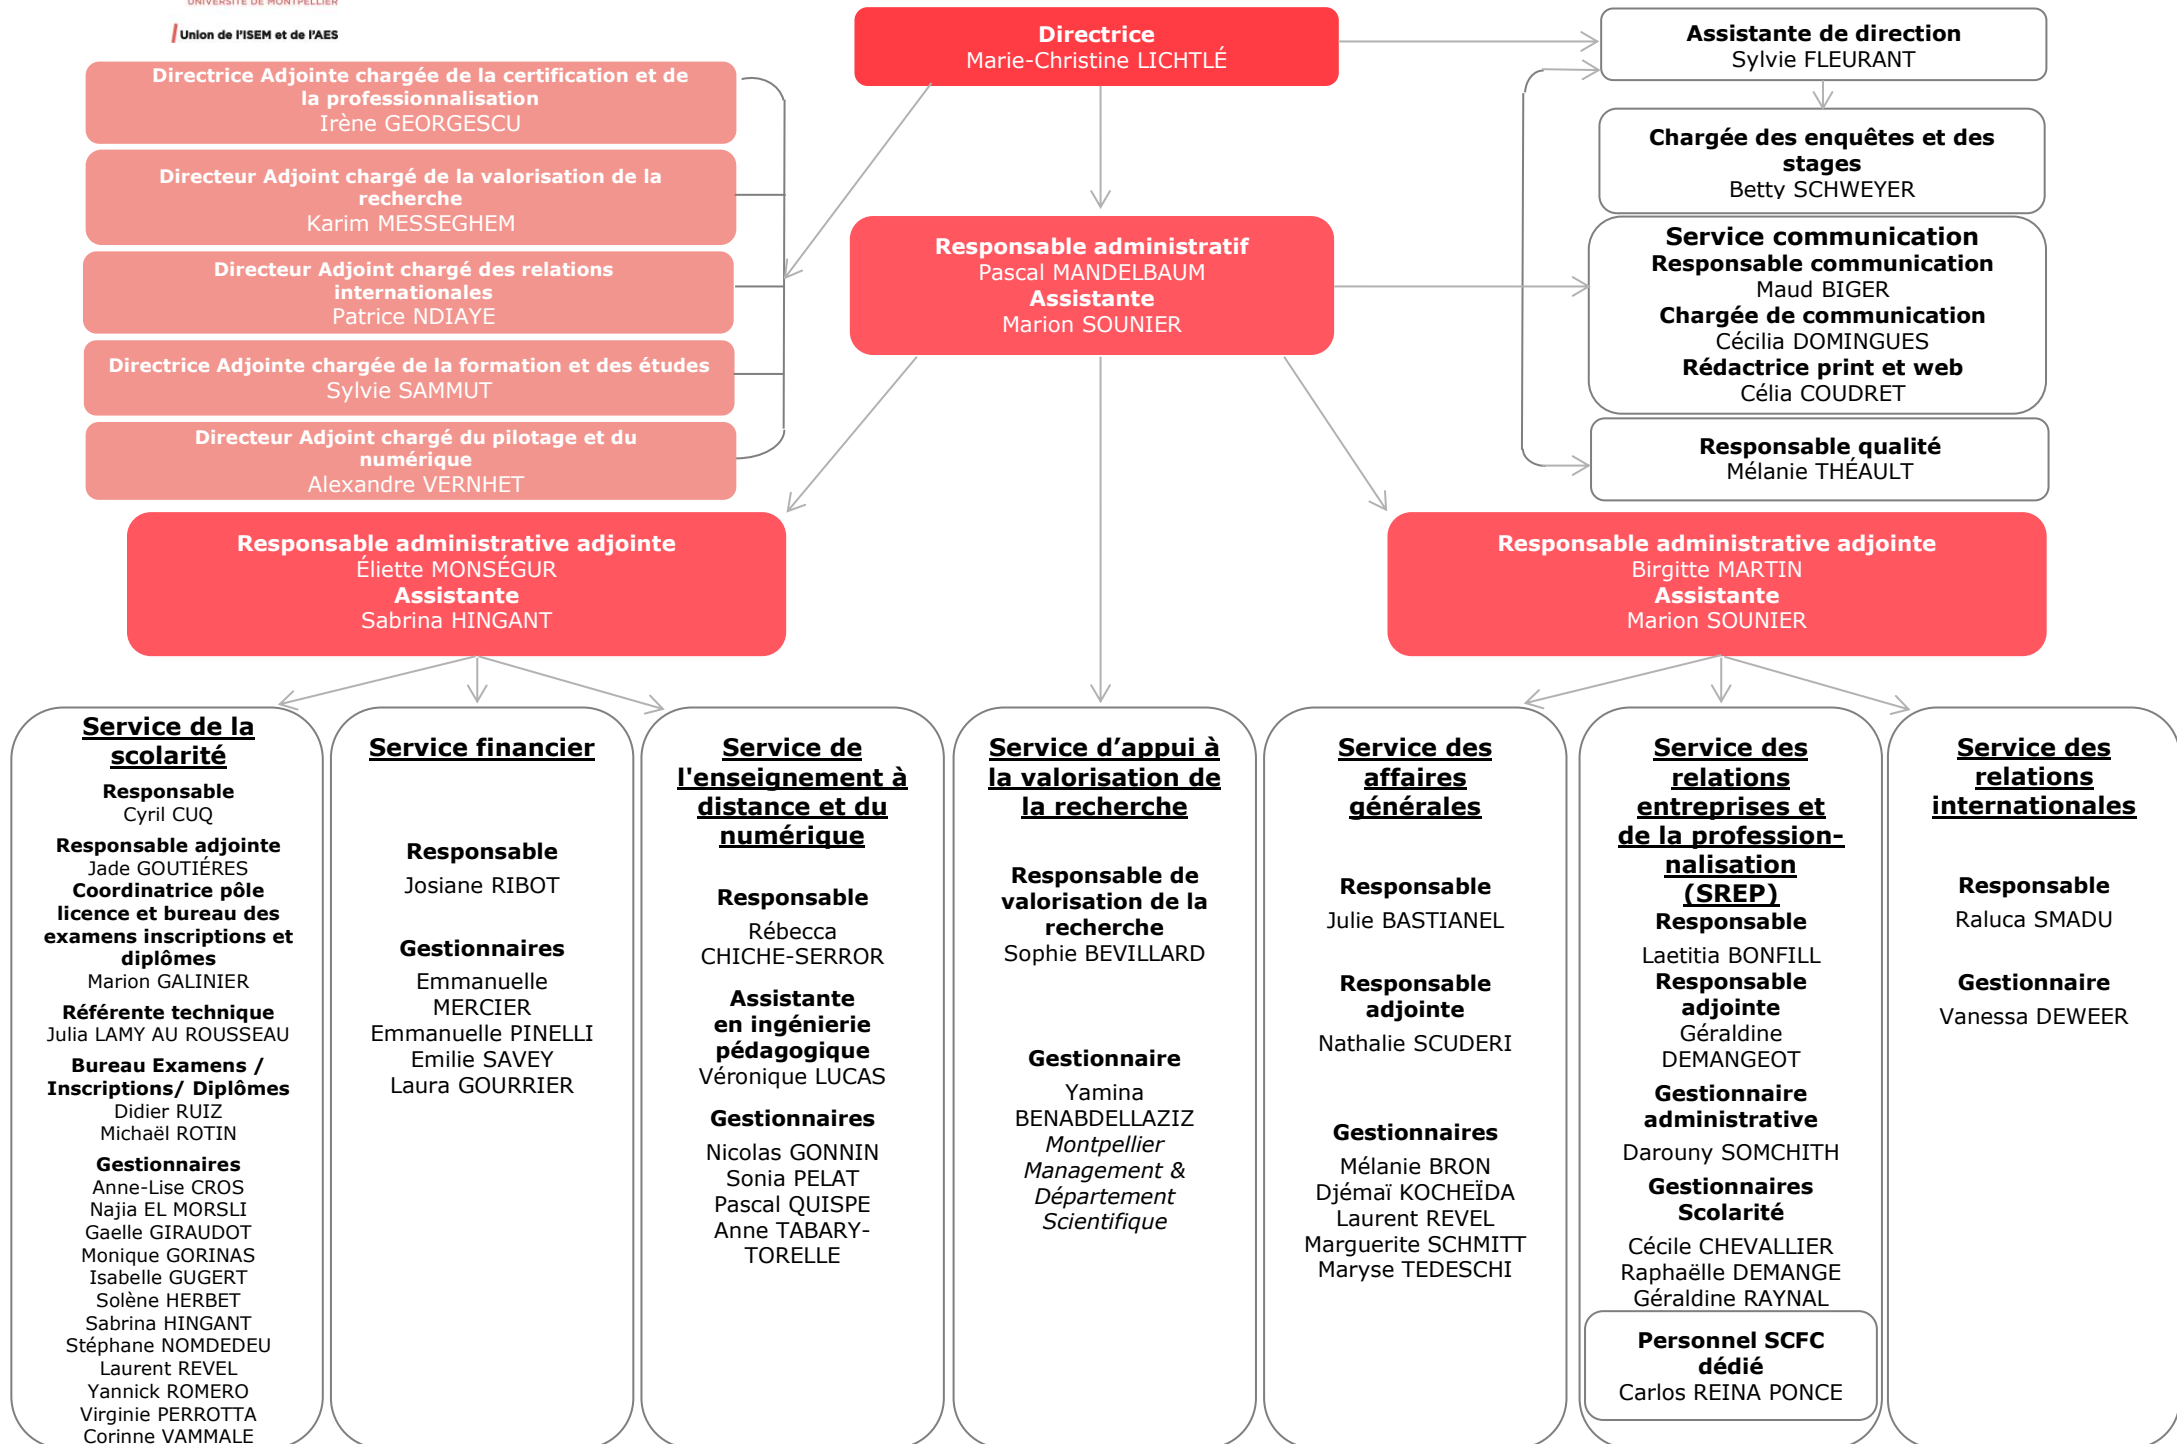 UNIVERSITÉ DE MONTPELLIER
Union de l'ISEM et de l'AES
Directrice
Marie-Christine LICHTLÉ
Assistante de direction
Sylvie FLEURANT
Directrice Adjointe chargée de la certification et de
la professionnalisation
Irène GEORGESCU
Directeur Adjoint chargé de la valorisation de la
recherche
Karim MESSEGHEM
Directeur Adjoint chargé des relations
internationales
Patrice NDIAYE
Directrice Adjointe chargée de la formation et des études
Sylvie SAMMUT
Directeur Adjoint chargé du pilotage et du
numérique
Alexandre VERNHET
Responsable administratif
Pascal MANDELBAUM
Assistante
Marion SOUNIER
Chargée des enquêtes et des
stages
Betty SCHWEYER
Service communication
Responsable communication
Maud BIGER
Chargée de communication
Cécilia DOMINGUES
Rédactrice print et web
Célia COUDRET
Responsable qualité
Mélanie THÉAULT
Responsable administrative adjointe
Éliette MONSÉGUR
Assistante
Sabrina HINGANT
Responsable administrative adjointe
Birgitte MARTIN
Assistante
Marion SOUNIER
Service de la
scolarité
Responsable
Cyril CUQ
Responsable adjointe
Jade GOUTIÉRES
Coordinatrice pôle
licence et bureau des
examens inscriptions et
diplômes
Marion GALINIER
Référente technique
Julia LAMY AU ROUSSEAU
Bureau Examens /
Inscriptions/ Diplômes
Didier RUIZ
Michaël ROTIN
Gestionnaires
Anne-Lise CROS
Najia EL MORSLI
Gaelle GIRAUDOT
Monique GORINAS
Isabelle GUGERT
Solène HERBET
Sabrina HINGANT
Stéphane NOMDEDEU
Laurent REVEL
Yannick ROMERO
Virginie PERROTTA
Corinne VAMMALE
Service financier
Responsable
Josiane RIBOT
Gestionnaires
Emmanuelle
MERCIER
Emmanuelle PINELLI
Emilie SAVEY
Laura GOURRIER
Service de
l'enseignement à
distance et du
numérique
Responsable
Rébecca
CHICHE-SERROR
Assistante
en ingénierie
pédagogique
Véronique LUCAS
Gestionnaires
Nicolas GONNIN
Sonia PELAT
Pascal QUISPE
Anne TABARY-
TORELLE
Service d’appui à
la valorisation de
la recherche
Responsable de
valorisation de la
recherche
Sophie BEVILLARD
Gestionnaire
Yamina
BENABDELLAZIZ
Montpellier
Management &
Département
Scientifique
Service des
affaires
générales
Responsable
Julie BASTIANEL
Responsable
adjointe
Nathalie SCUDERI
Gestionnaires
Mélanie BRON
Djémaï KOCHEÏDA
Laurent REVEL
Marguerite SCHMITT
Maryse TEDESCHI
Service des
relations
entreprises et
de la profession-
nalisation
(SREP)
Responsable
Laetitia BONFILL
Responsable
adjointe
Géraldine
DEMANGEOT
Gestionnaire
administrative
Darouny SOMCHITH
Gestionnaires
Scolarité
Cécile CHEVALLIER
Raphaëlle DEMANGE
Géraldine RAYNAL
Personnel SCFC
dédié
Carlos REINA PONCE
Service des
relations
internationales
Responsable
Raluca SMADU
Gestionnaire
Vanessa DEWEER